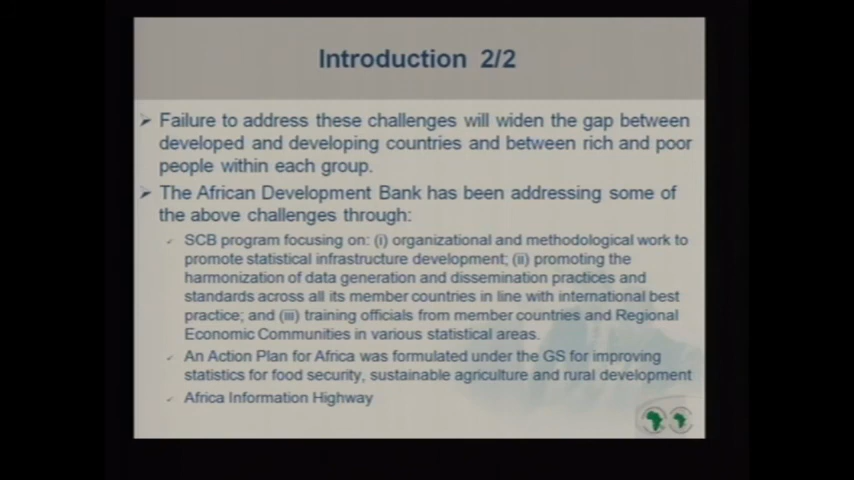 Introduction 2/2
Failure to address these challenges will widen the gap between
developed and developing countries and between rich and poor
people within each group.
The African Development Bank has been addressing some of
the above challenges through:
SCB program focusing on: (i) organizational and methodological work to
promote statistical infrastructure development; (ii) promoting the
harmonization of data generation and dissemination practices and
standards across all its member countries in line with international best
practice; and (iii) training officials from member countries and Regional
Economic Communities in various statistical areas.
An Action Plan for Africa was formulated under the GS for improving
statistics for food security, sustainable agriculture and rural development
Africa Information Highway